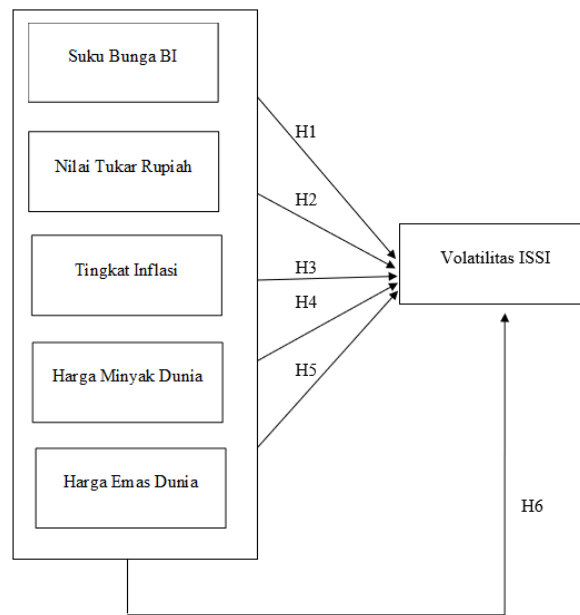 Suku Bunga BI
H1
Nilai Tukar Rupiah
H2
Tingkat Inflasi
H3
Volatilitas ISSI
H4
Harga Minyak Dunia
H5
Harga Emas Dunia
H6